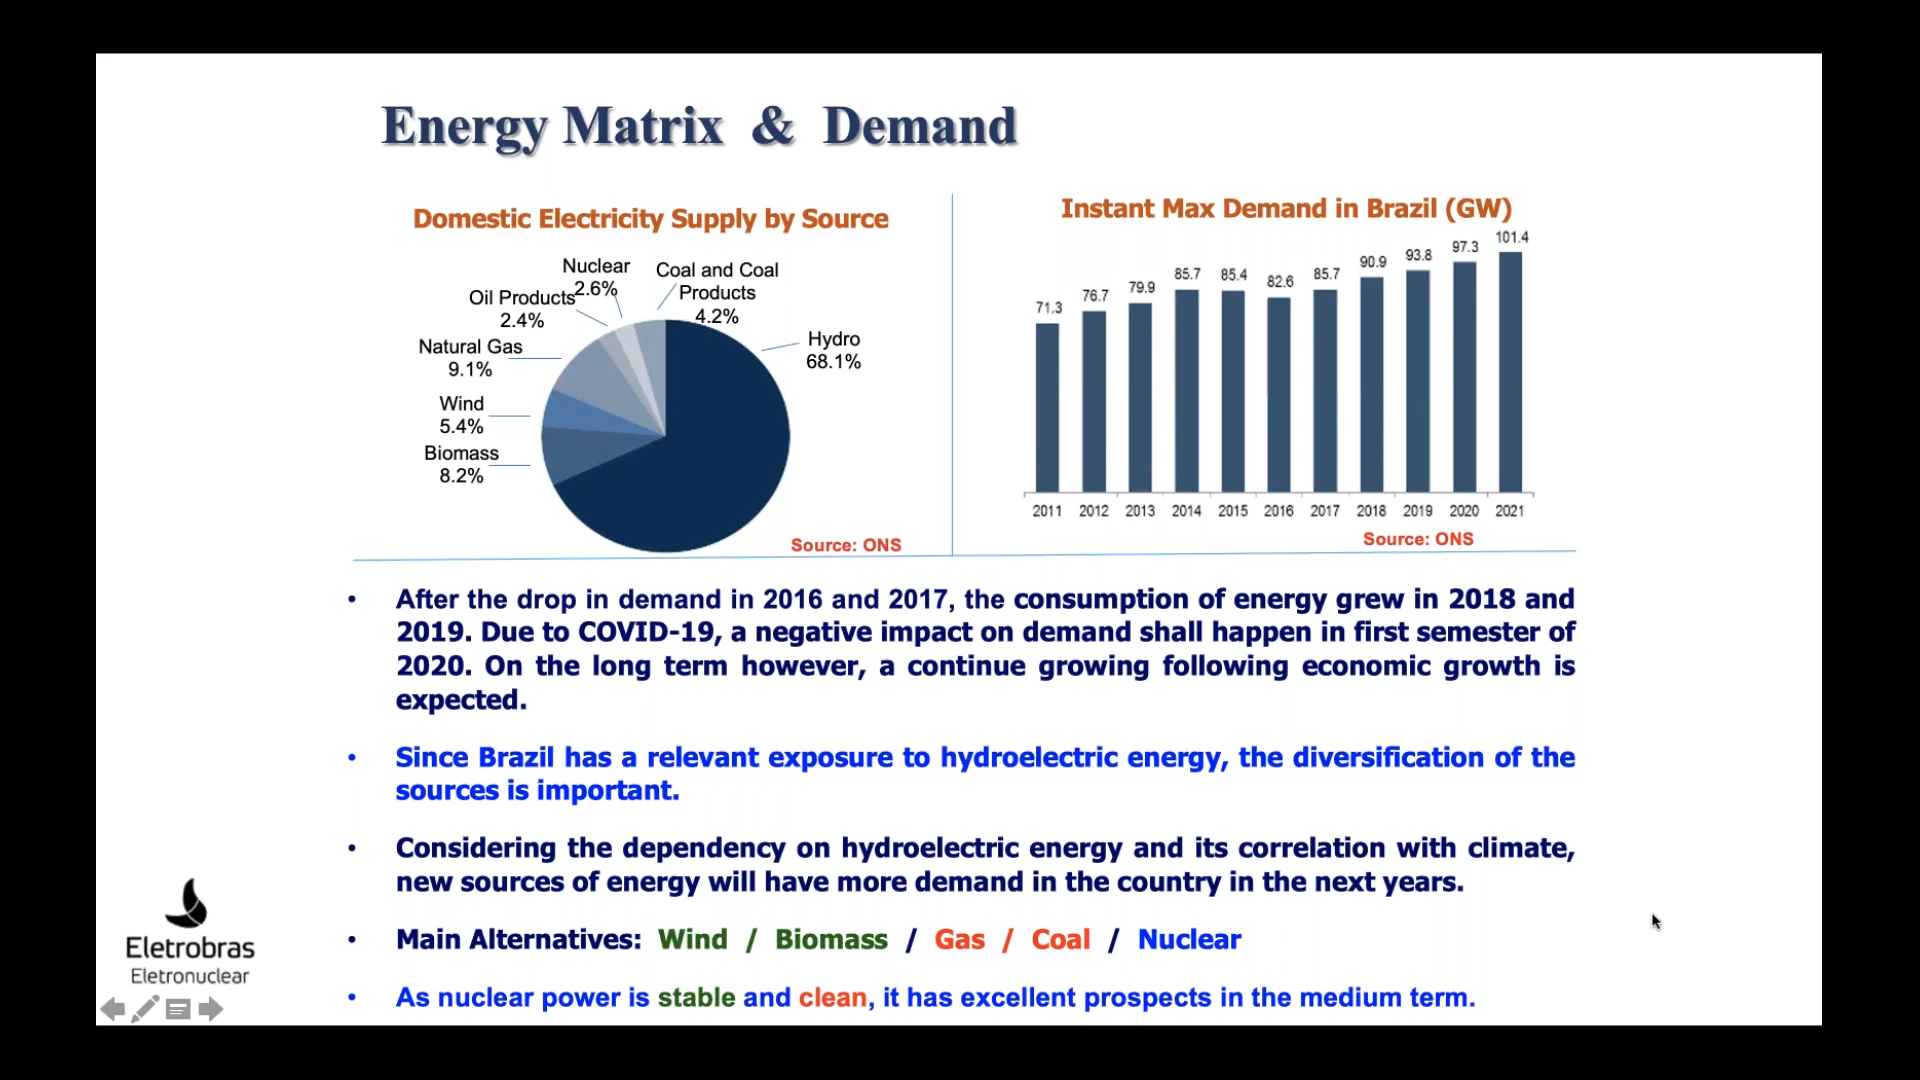 Energy Matrix & Demand
Domestic Electricity Supply by Source
Nuclear
2.6%
Coal and Coal
Products
4.2%
Oil Products
2.4%
Hydro
68.1%
Natural Gas
9.1%
Wind
5.4%
Biomass
8.2%
Source: ONS
Instant Max Demand in Brazil (GW)
71.3
76.7
79.9
85.7
85.4
82.6
85.7
90.9
93.8
97.3
101.4
2011 2012 2013 2014 2015 2016 2017 2018 2019 2020 2021
Source: ONS
• After the drop in demand in 2016 and 2017, the consumption of energy grew in 2018 and
2019. Due to COVID-19, a negative impact on demand shall happen in first semester of
2020. On the long term however, a continue growing following economic growth is
expected.
• Since Brazil has a relevant exposure to hydroelectric energy, the diversification of the
sources is important.
• Considering the dependency on hydroelectric energy and its correlation with climate,
new sources of energy will have more demand in the country in the next years.
• Main Alternatives: Wind / Biomass / Gas / Coal / Nuclear
• As nuclear power is stable and clean, it has excellent prospects in the medium term.
Eletrobras
Eletronuclear